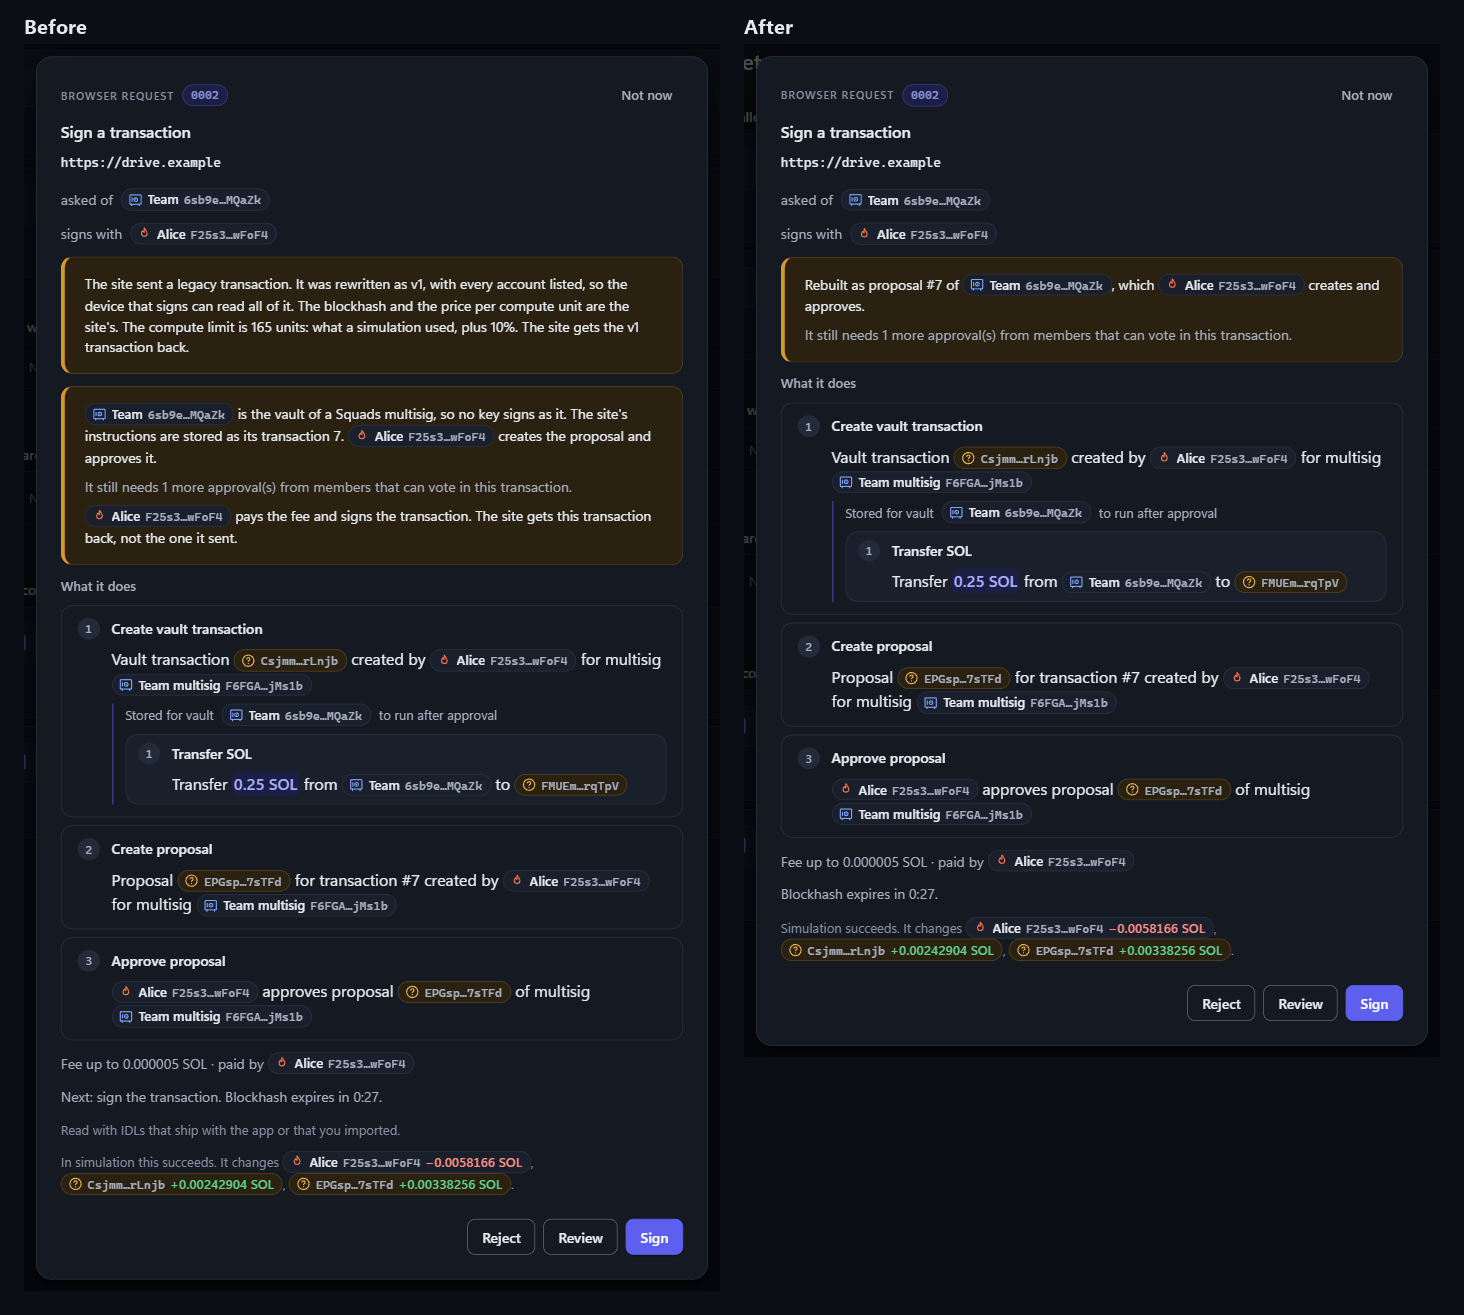 Before
BROWSER REQUEST 0002 Not now
Sign a transaction
https://drive.example
asked of Team 6sb9e…MQaZk
signs with Alice F25s3…wFoF4
The site sent a legacy transaction. It was rewritten as v1, with every account listed, so the
device that signs can read all of it. The blockhash and the price per compute unit are the
site's. The compute limit is 165 units: what a simulation used, plus 10%. The site gets the v1
transaction back.
Team 6sb9e…MQaZk is the vault of a Squads multisig, so no key signs as it. The site's
instructions are stored as its transaction 7. Alice F25s3…wFoF4 creates the proposal and
approves it.
It still needs 1 more approval(s) from members that can vote in this transaction.
Alice F25s3…wFoF4 pays the fee and signs the transaction. The site gets this transaction
back, not the one it sent.
What it does
1 Create vault transaction
Vault transaction Csjmm…rLnjb created by Alice F25s3…wFoF4 for multisig
Team multisig F6FGA…jMs1b
Stored for vault Team 6sb9e…MQaZk to run after approval
1 Transfer SOL
Transfer 0.25 SOL from Team 6sb9e…MQaZk to FMUEm…rqTpV
2 Create proposal
Proposal EPGsp…7sTFd for transaction #7 created by Alice F25s3…wFoF4
for multisig Team multisig F6FGA…jMs1b
3 Approve proposal
Alice F25s3…wFoF4 approves proposal EPGsp…7sTFd of multisig
Team multisig F6FGA…jMs1b
Fee up to 0.000005 SOL · paid by Alice F25s3…wFoF4
Next: sign the transaction. Blockhash expires in 0:27.
Read with IDLs that ship with the app or that you imported.
In simulation this succeeds. It changes Alice F25s3…wFoF4 −0.0058166 SOL,
Csjmm…rLnjb +0.00242904 SOL, EPGsp…7sTFd +0.00338256 SOL.
Reject Review Sign
After
BROWSER REQUEST 0002 Not now
Sign a transaction
https://drive.example
asked of Team 6sb9e…MQaZk
signs with Alice F25s3…wFoF4
Rebuilt as proposal #7 of Team 6sb9e…MQaZk, which Alice F25s3…wFoF4 creates and
approves.
It still needs 1 more approval(s) from members that can vote in this transaction.
What it does
1 Create vault transaction
Vault transaction Csjmm…rLnjb created by Alice F25s3…wFoF4 for multisig
Team multisig F6FGA…jMs1b
Stored for vault Team 6sb9e…MQaZk to run after approval
1 Transfer SOL
Transfer 0.25 SOL from Team 6sb9e…MQaZk to FMUEm…rqTpV
2 Create proposal
Proposal EPGsp…7sTFd for transaction #7 created by Alice F25s3…wFoF4
for multisig Team multisig F6FGA…jMs1b
3 Approve proposal
Alice F25s3…wFoF4 approves proposal EPGsp…7sTFd of multisig
Team multisig F6FGA…jMs1b
Fee up to 0.000005 SOL · paid by Alice F25s3…wFoF4
Blockhash expires in 0:27.
Simulation succeeds. It changes Alice F25s3…wFoF4 −0.0058166 SOL,
Csjmm…rLnjb +0.00242904 SOL, EPGsp…7sTFd +0.00338256 SOL.
Reject Review Sign